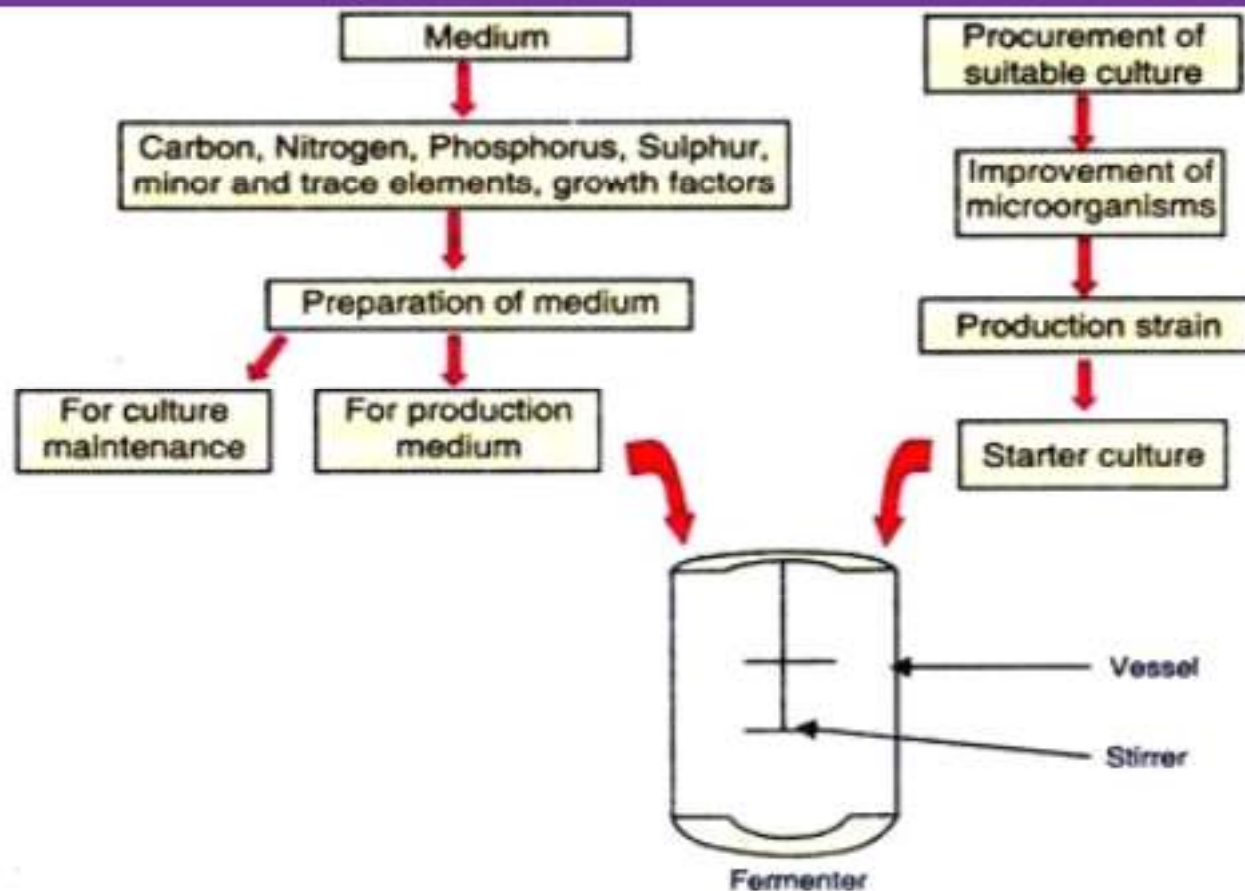 Medium
Carbon, Nitrogen, Phosphorus, Sulphur,
minor and trace elements, growth factors
Preparation of medium
For culture
maintenance
For production
medium
Procurement of
suitable culture
Improvement of
microorganisms
Production strain
Starter culture
Vessel
Stirrer
Fermenter